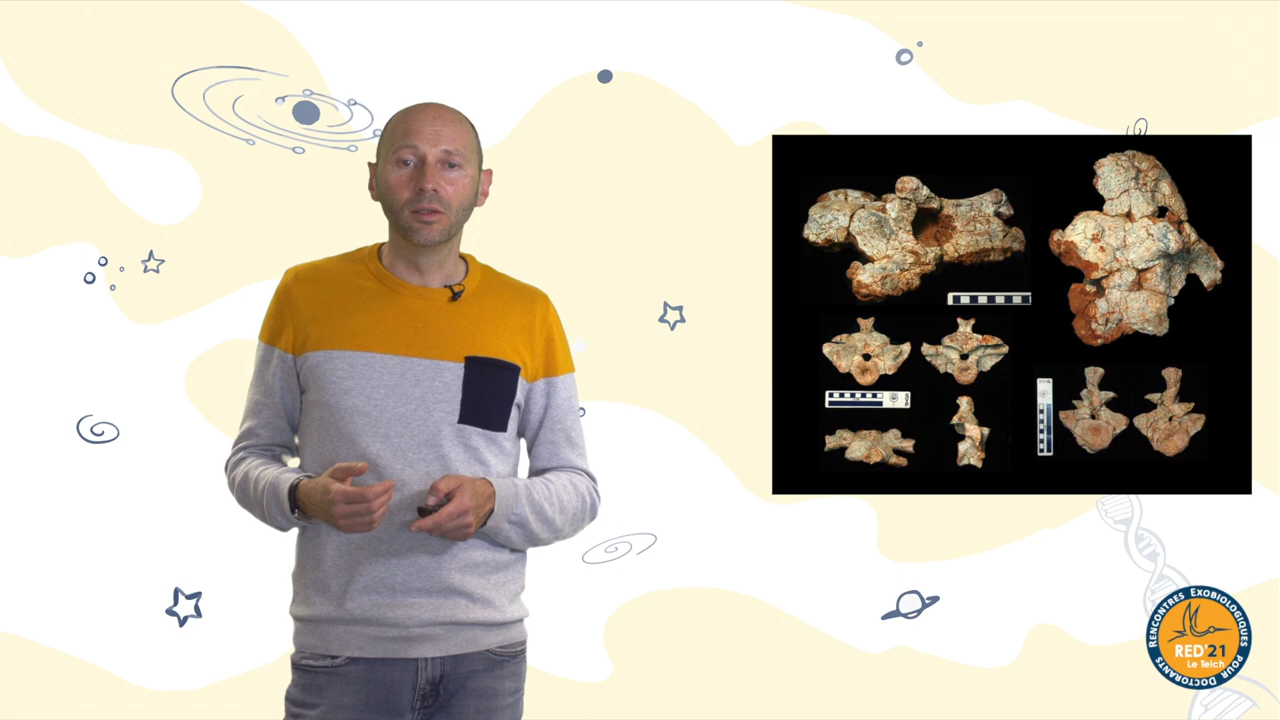 RENCONTRES EXOBIOLOGIQUES
POUR DOCTORANTS
RED'21
Le Teich